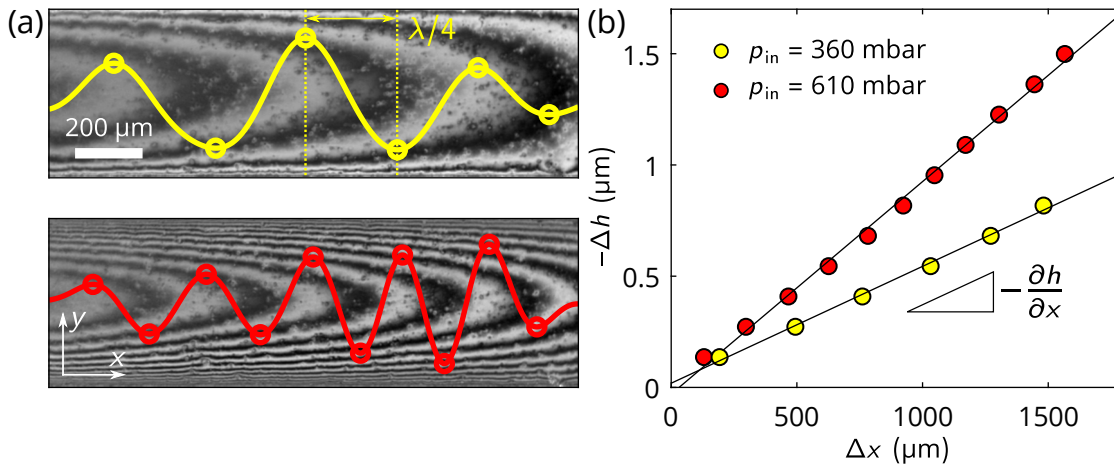 (a)
λ/4
200 µm
y
x
(b)
−Δh (µm)
1.5
1
0.5
0
p_in = 360 mbar
p_in = 610 mbar
−∂h/∂x
0 500 1000 1500
Δx (µm)